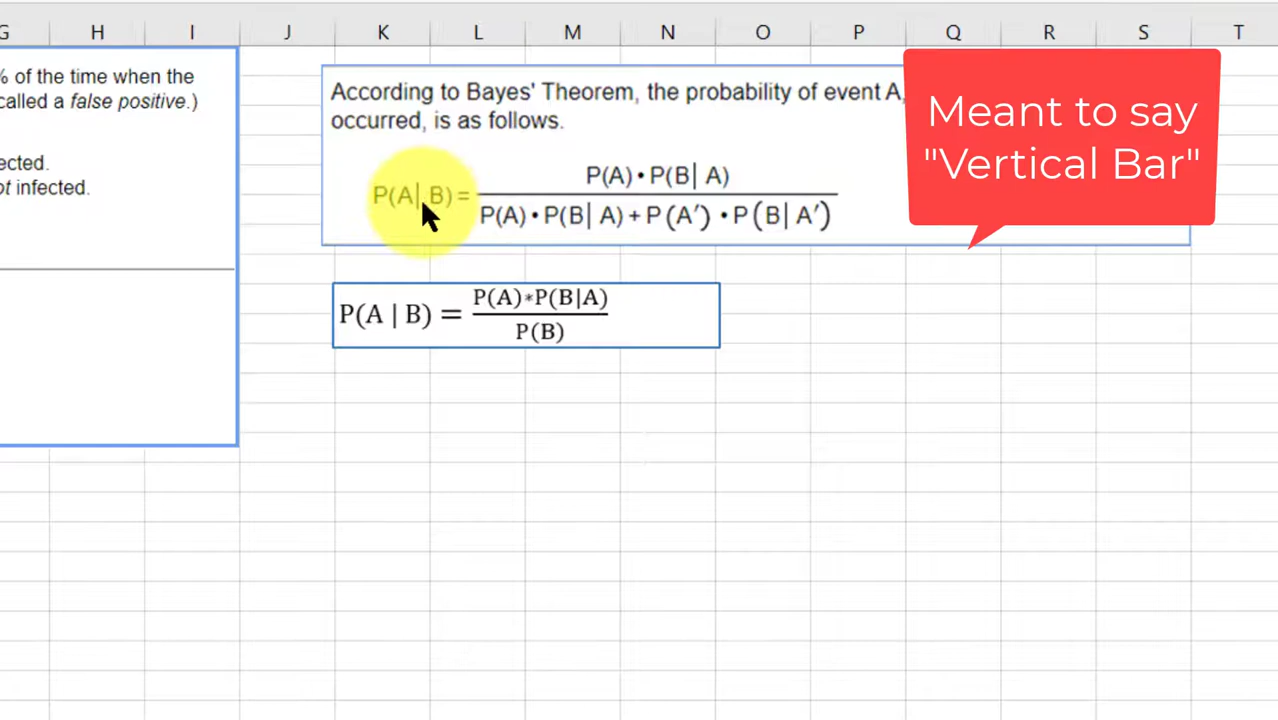 G H I J K L M N O P Q R S T
% of the time when the
called a false positive.)
ected.
ot infected.
According to Bayes' Theorem, the probability of event A,
occurred, is as follows.
P(A| B) = P(A) • P(B| A)
P(A) • P(B| A) + P (A′) • P (B| A′)
P(A | B) = P(A)*P(B|A)
P(B)
Meant to say
"Vertical Bar"